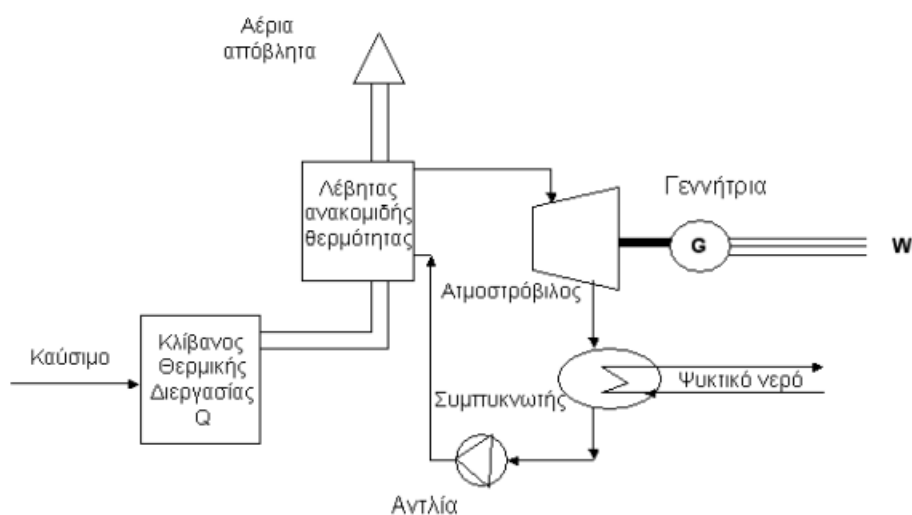 Αέρια
απόβλητα
Λέβητας
ανακομιδής
θερμότητας
Γεννήτρια
G
W
Ατμοστρόβιλος
Καύσιμο
Κλίβανος
Θερμικής
Διεργασίας
Q
Ψυκτικό νερό
Συμπυκνωτής
Αντλία